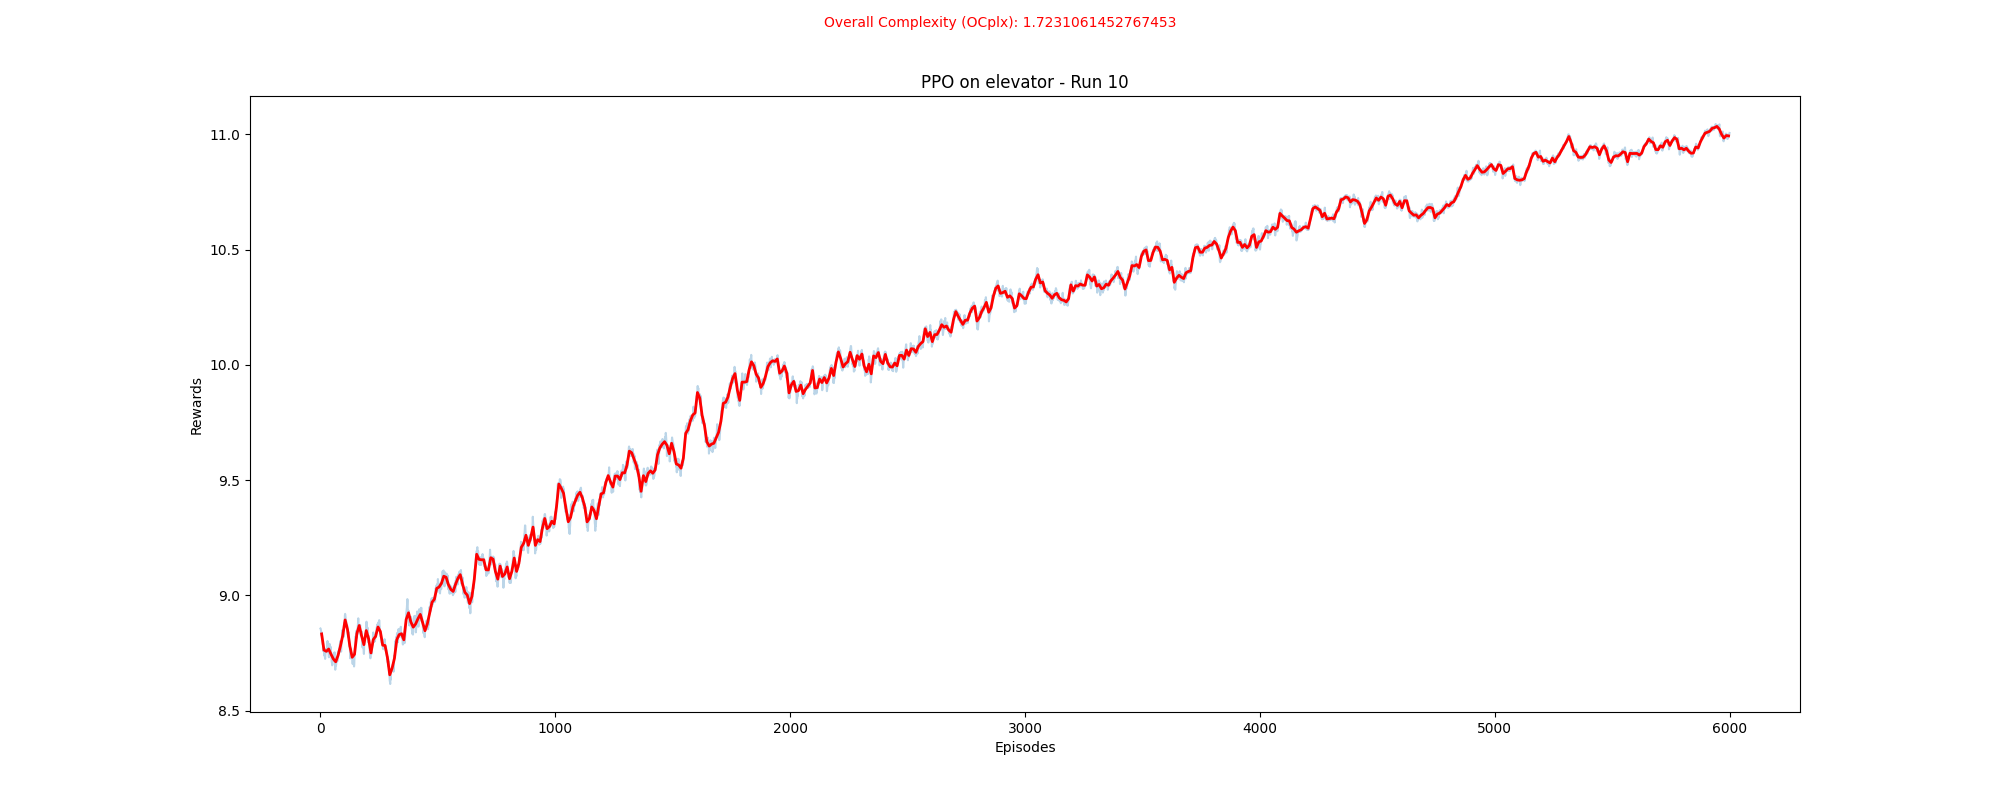 Overall Complexity (OCplx): 1.7231061452767453
PPO on elevator - Run 10
11.0
10.5
10.0
9.5
9.0
8.5
Rewards
0 1000 2000 3000 4000 5000 6000
Episodes